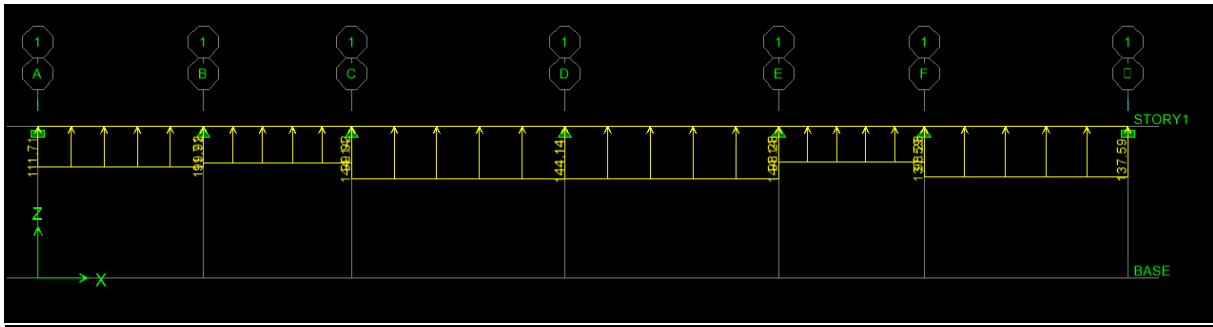 1 1 1 1 1 1 1
A B C D E F
STORY1
111.71
144.14
137.59
Z
X
BASE